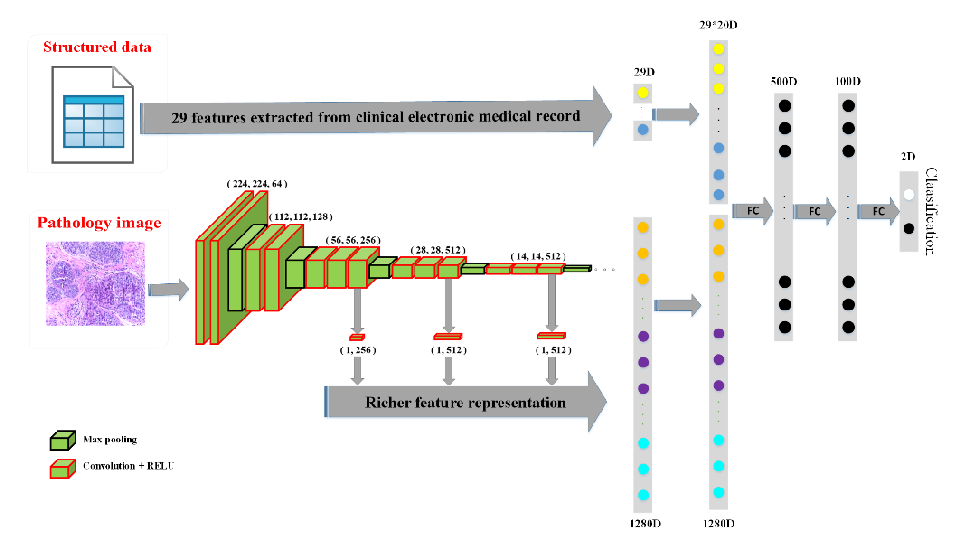 Structured data
29 features extracted from clinical electronic medical record
29D
29*20D
500D
100D
2D
Claasification
Pathology image
( 224, 224, 64 )
( 112, 112, 128 )
( 56, 56, 256 )
( 28, 28, 512 )
( 14, 14, 512 )
FC
FC
FC
( 1, 256 )
( 1, 512 )
( 1, 512 )
Richer feature representation
Max pooling
Convolution + RELU
1280D
1280D